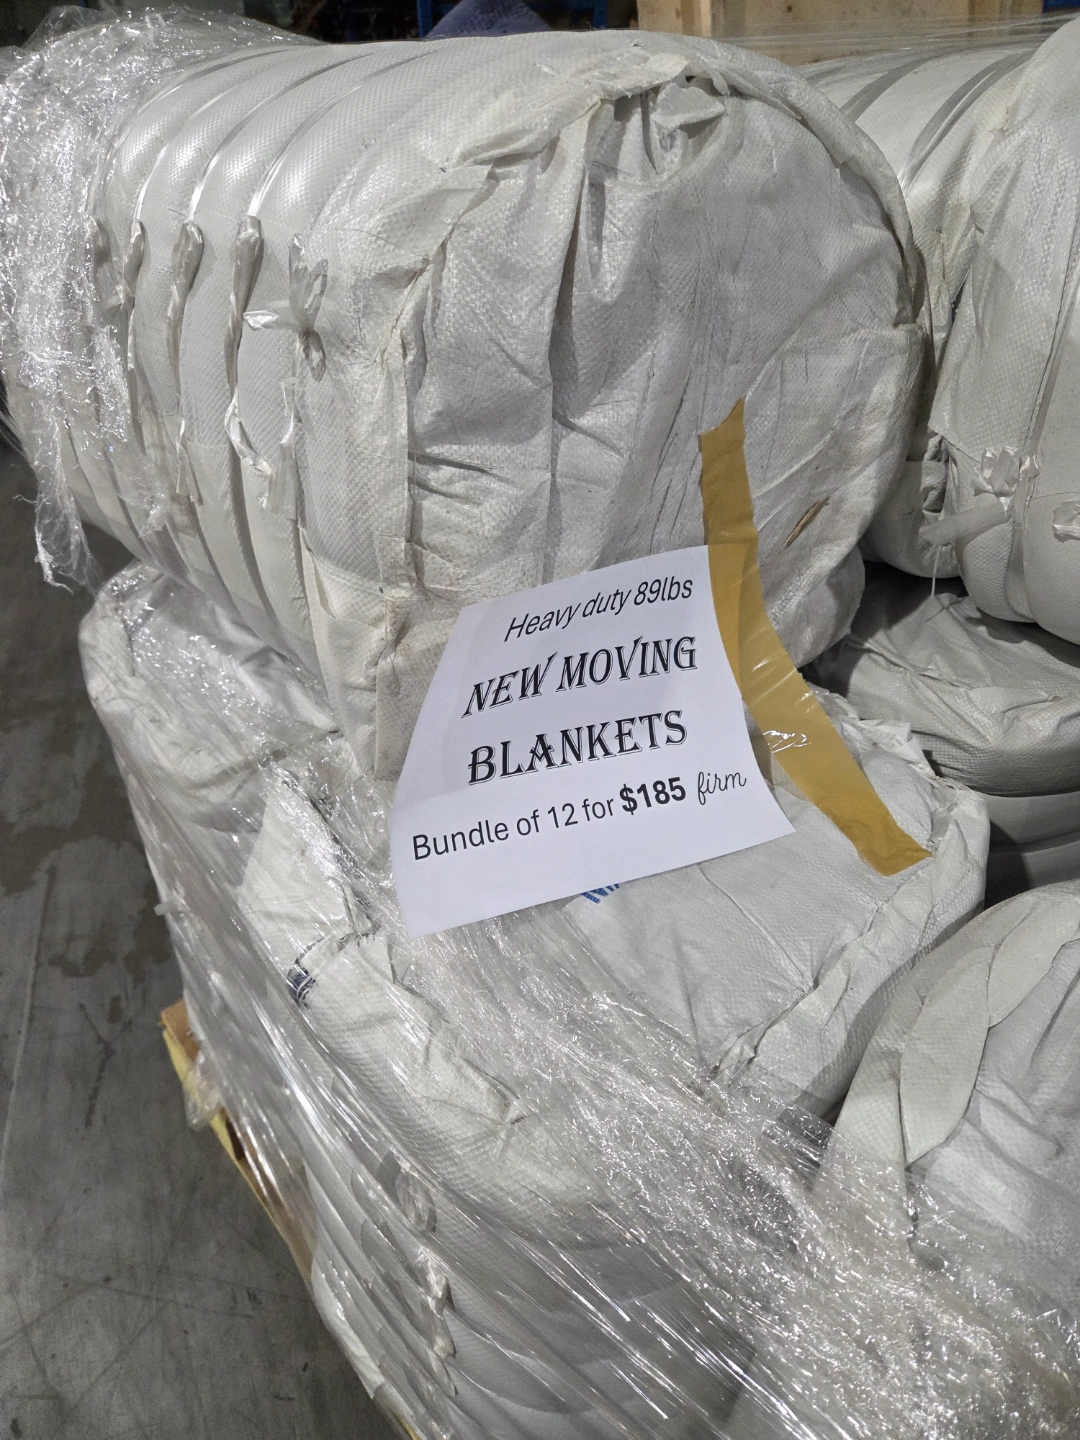 Heavy duty 89lbs
NEW MOVING
BLANKETS
Bundle of 12 for $185 firm